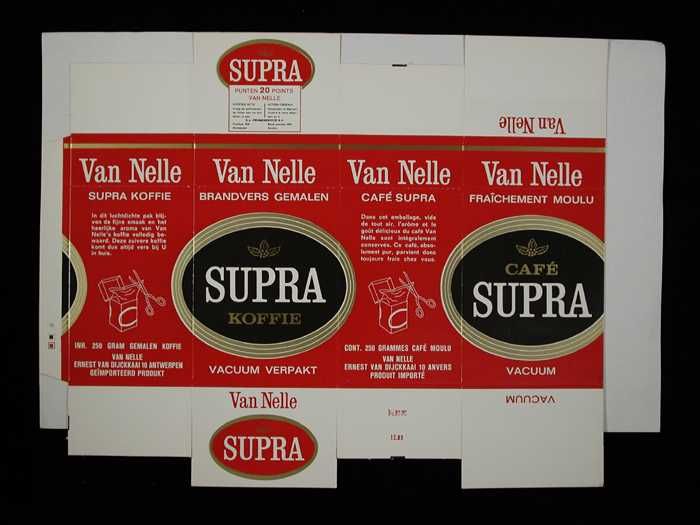 SUPRA
PUNTEN 20 POINTS
VAN NELLE
Van Nelle
Van Nelle
SUPRA KOFFIE
In dit luchtdichte pak blij-
ven de fijne smaak en het
heerlijke aroma van Van
Nelle's koffie volledig be-
waard. Deze zuivere koffie
komt dus altijd vers bij U
in huis.
INH. 250 GRAM GEMALEN KOFFIE
VAN NELLE
ERNEST VAN DIJCKKAAI 10 ANTWERPEN
GEÏMPORTEERD PRODUKT
Van Nelle
BRANDVERS GEMALEN
SUPRA
KOFFIE
VACUUM VERPAKT
Van Nelle
SUPRA
Van Nelle
CAFÉ SUPRA
Dans cet emballage, vide
de tout air, l'arôme et le
goût délicieux du café Van
Nelle sont intégralement
conservés. Ce café, abso-
lument pur, parvient donc
toujours frais chez vous.
CONT. 250 GRAMMES CAFÉ MOULU
VAN NELLE
ERNEST VAN DIJCKKAAI 10 ANVERS
PRODUIT IMPORTÉ
Van Nelle
FRAÎCHEMENT MOULU
CAFÉ
SUPRA
VACUUM
VACUUM